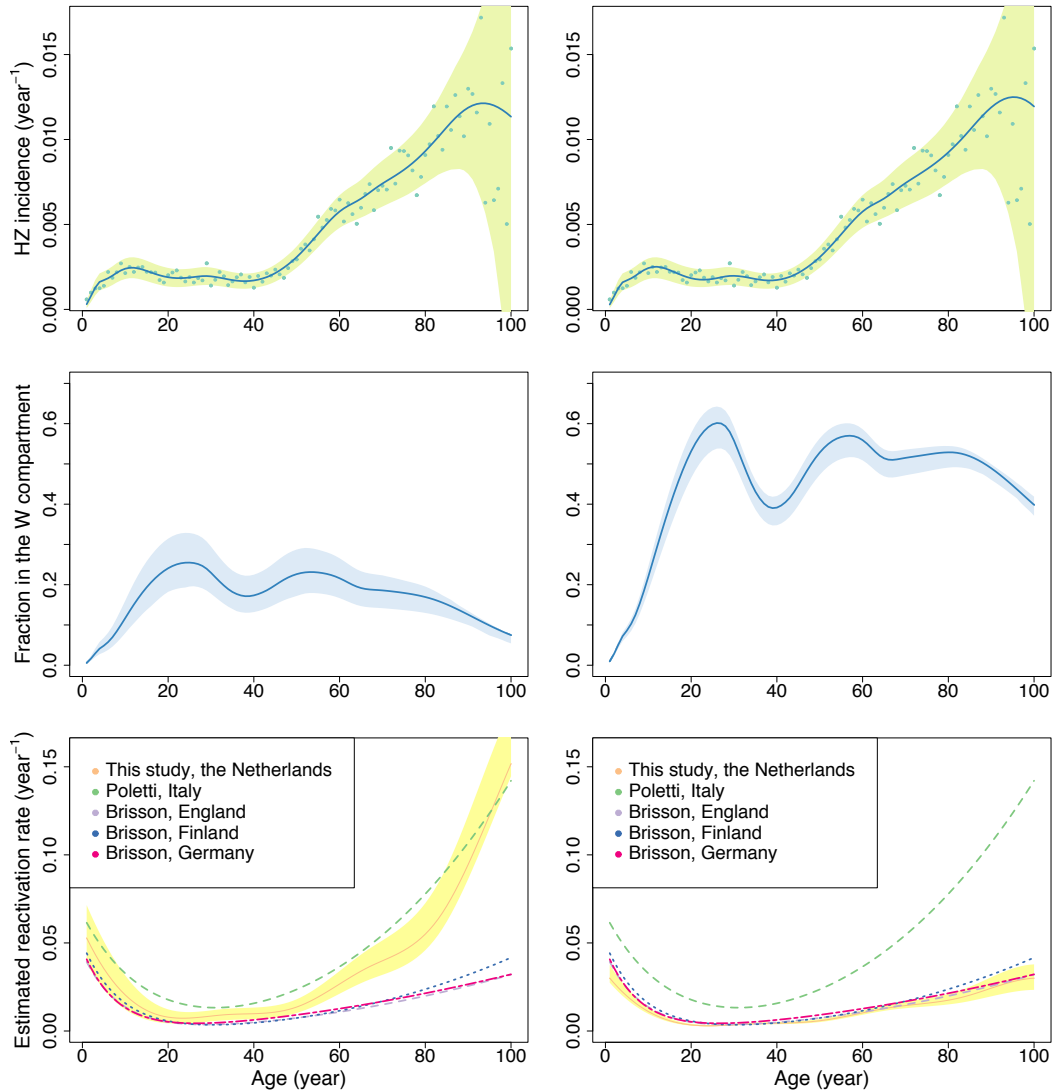 HZ incidence (year⁻¹)
0.000 0.005 0.010 0.015
0 20 40 60 80 100
0.000 0.005 0.010 0.015
0 20 40 60 80 100
Fraction in the W compartment
0.0 0.2 0.4 0.6
0 20 40 60 80 100
0.0 0.2 0.4 0.6
0 20 40 60 80 100
Estimated reactivation rate (year⁻¹)
0.00 0.05 0.10 0.15
This study, the Netherlands
Poletti, Italy
Brisson, England
Brisson, Finland
Brisson, Germany
0 20 40 60 80 100
Age (year)
0.00 0.05 0.10 0.15
This study, the Netherlands
Poletti, Italy
Brisson, England
Brisson, Finland
Brisson, Germany
0 20 40 60 80 100
Age (year)